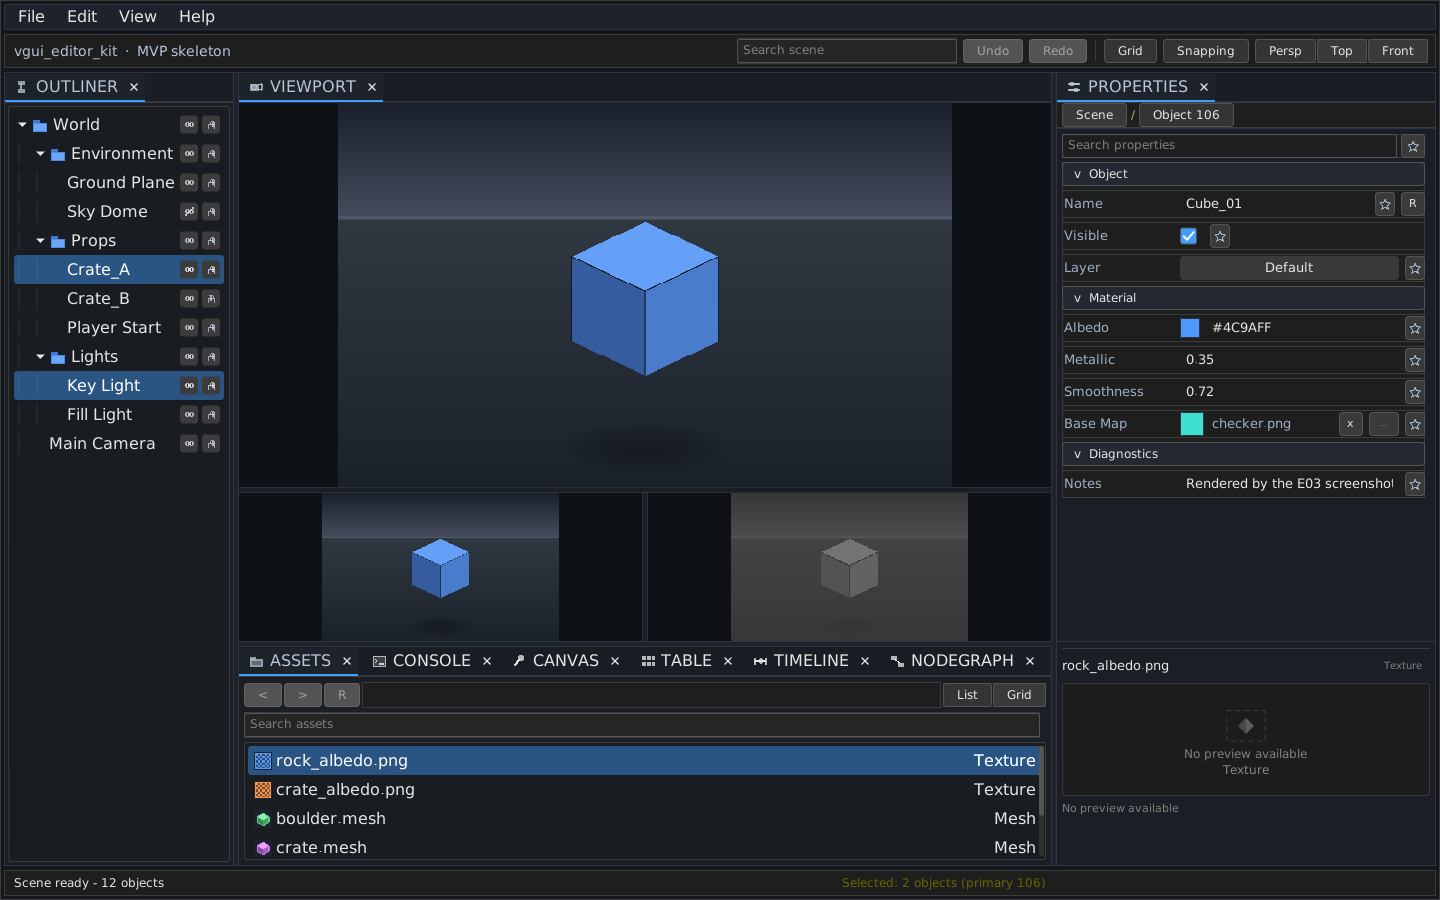 File Edit View Help
vgui_editor_kit · MVP skeleton
Search scene
Undo Redo Grid Snapping Persp Top Front
OUTLINER ×
World
Environment
Ground Plane
Sky Dome
Props
Crate_A
Crate_B
Player Start
Lights
Key Light
Fill Light
Main Camera
VIEWPORT ×
ASSETS × CONSOLE × CANVAS × TABLE × TIMELINE × NODEGRAPH ×
< > R List Grid
Search assets
rock_albedo.png Texture
crate_albedo.png Texture
boulder.mesh Mesh
crate.mesh Mesh
PROPERTIES ×
Scene / Object 106
Search properties
v Object
Name Cube_01 R
Visible
Layer Default
v Material
Albedo #4C9AFF
Metallic 0.35
Smoothness 0.72
Base Map checker.png x ...
v Diagnostics
Notes Rendered by the E03 screenshot
rock_albedo.png Texture
No preview available
Texture
No preview available
Scene ready - 12 objects
Selected: 2 objects (primary 106)